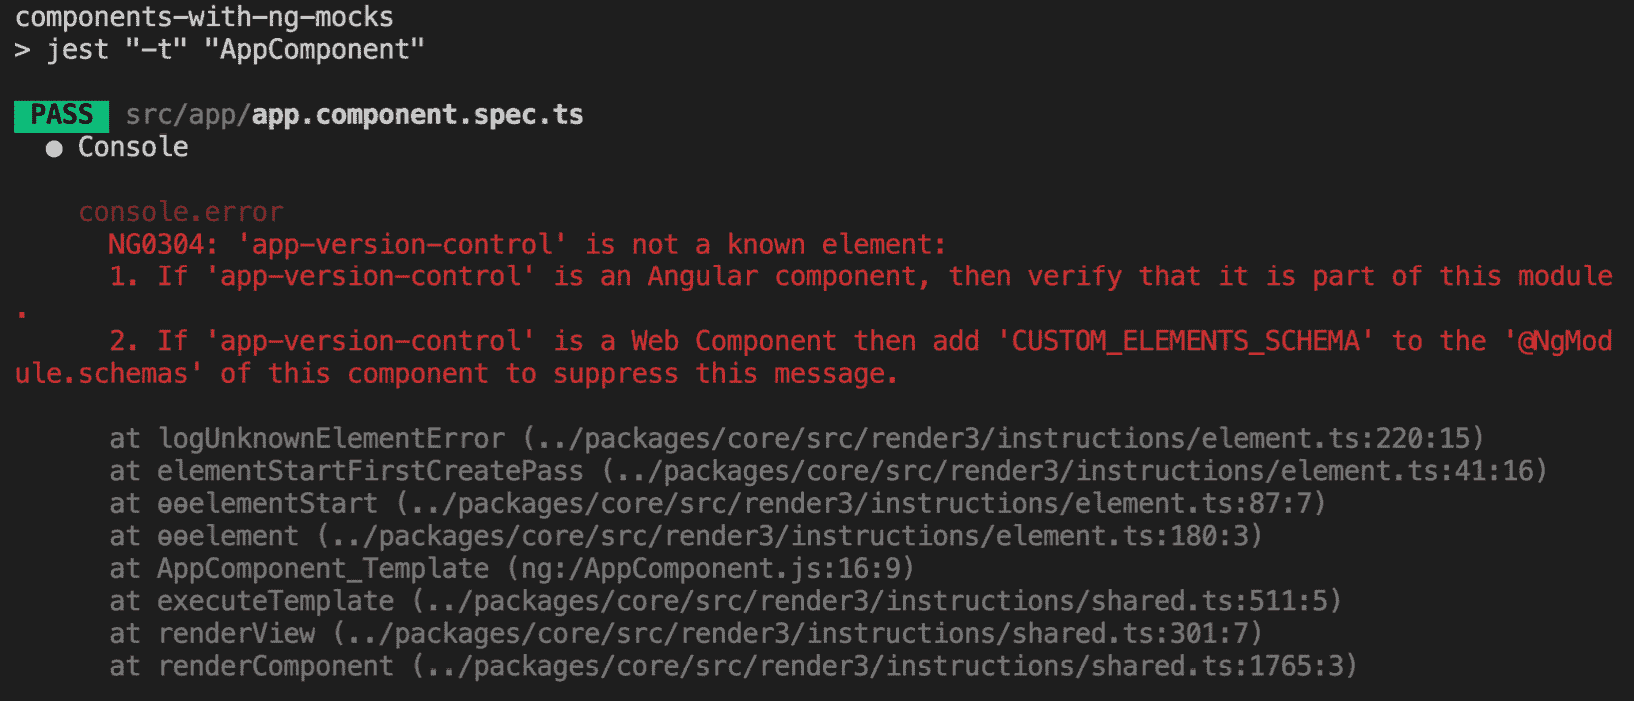 components-with-ng-mocks
> jest "-t" "AppComponent"
PASS src/app/app.component.spec.ts
● Console
console.error
NG0304: 'app-version-control' is not a known element:
1. If 'app-version-control' is an Angular component, then verify that it is part of this module
.
2. If 'app-version-control' is a Web Component then add 'CUSTOM_ELEMENTS_SCHEMA' to the '@NgMod
ule.schemas' of this component to suppress this message.
at logUnknownElementError (../packages/core/src/render3/instructions/element.ts:220:15)
at elementStartFirstCreatePass (../packages/core/src/render3/instructions/element.ts:41:16)
at ɵɵelementStart (../packages/core/src/render3/instructions/element.ts:87:7)
at ɵɵelement (../packages/core/src/render3/instructions/element.ts:180:3)
at AppComponent_Template (ng:/AppComponent.js:16:9)
at executeTemplate (../packages/core/src/render3/instructions/shared.ts:511:5)
at renderView (../packages/core/src/render3/instructions/shared.ts:301:7)
at renderComponent (../packages/core/src/render3/instructions/shared.ts:1765:3)